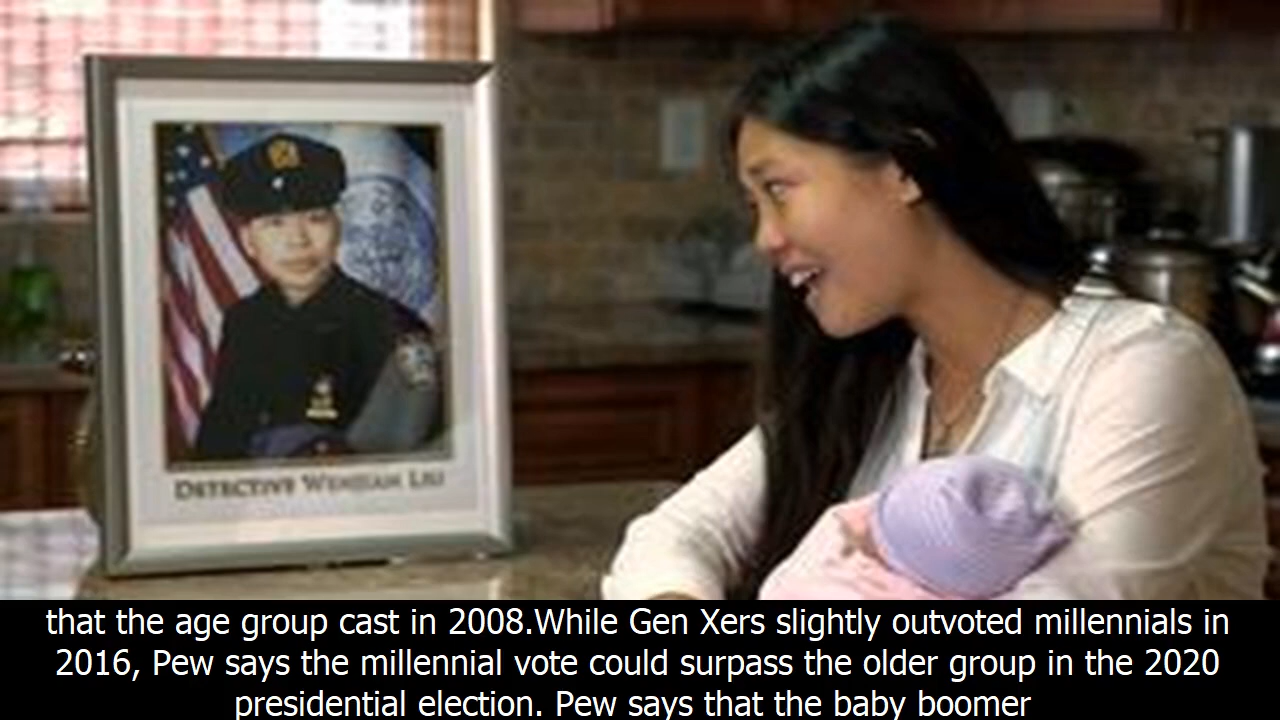 DETECTIVE WENJIAN LIU
that the age group cast in 2008.While Gen Xers slightly outvoted millennials in
2016, Pew says the millennial vote could surpass the older group in the 2020
presidential election. Pew says that the baby boomer